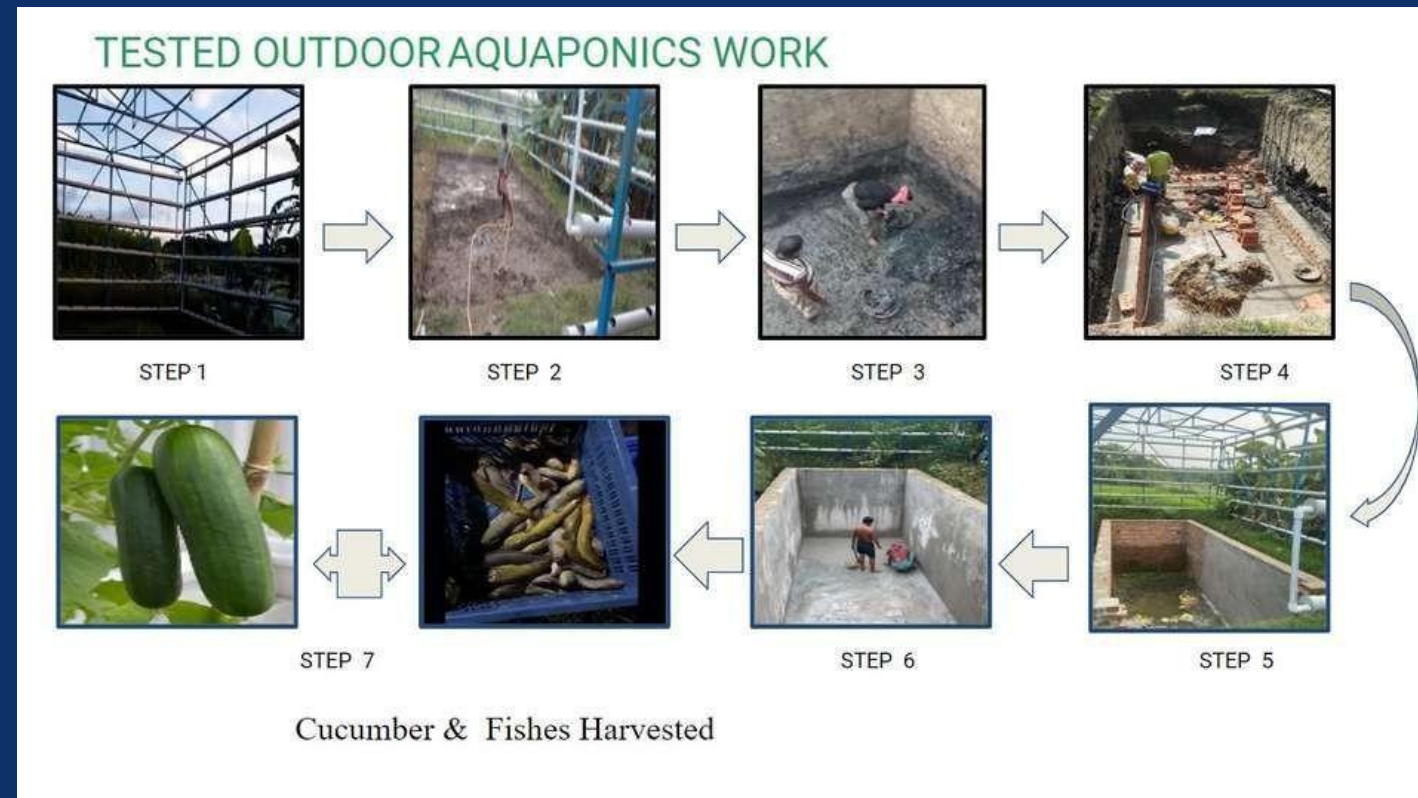 TESTED OUTDOOR AQUAPONICS WORK
STEP 1
STEP 2
STEP 3
STEP 4
STEP 7
STEP 6
STEP 5
Cucumber & Fishes Harvested